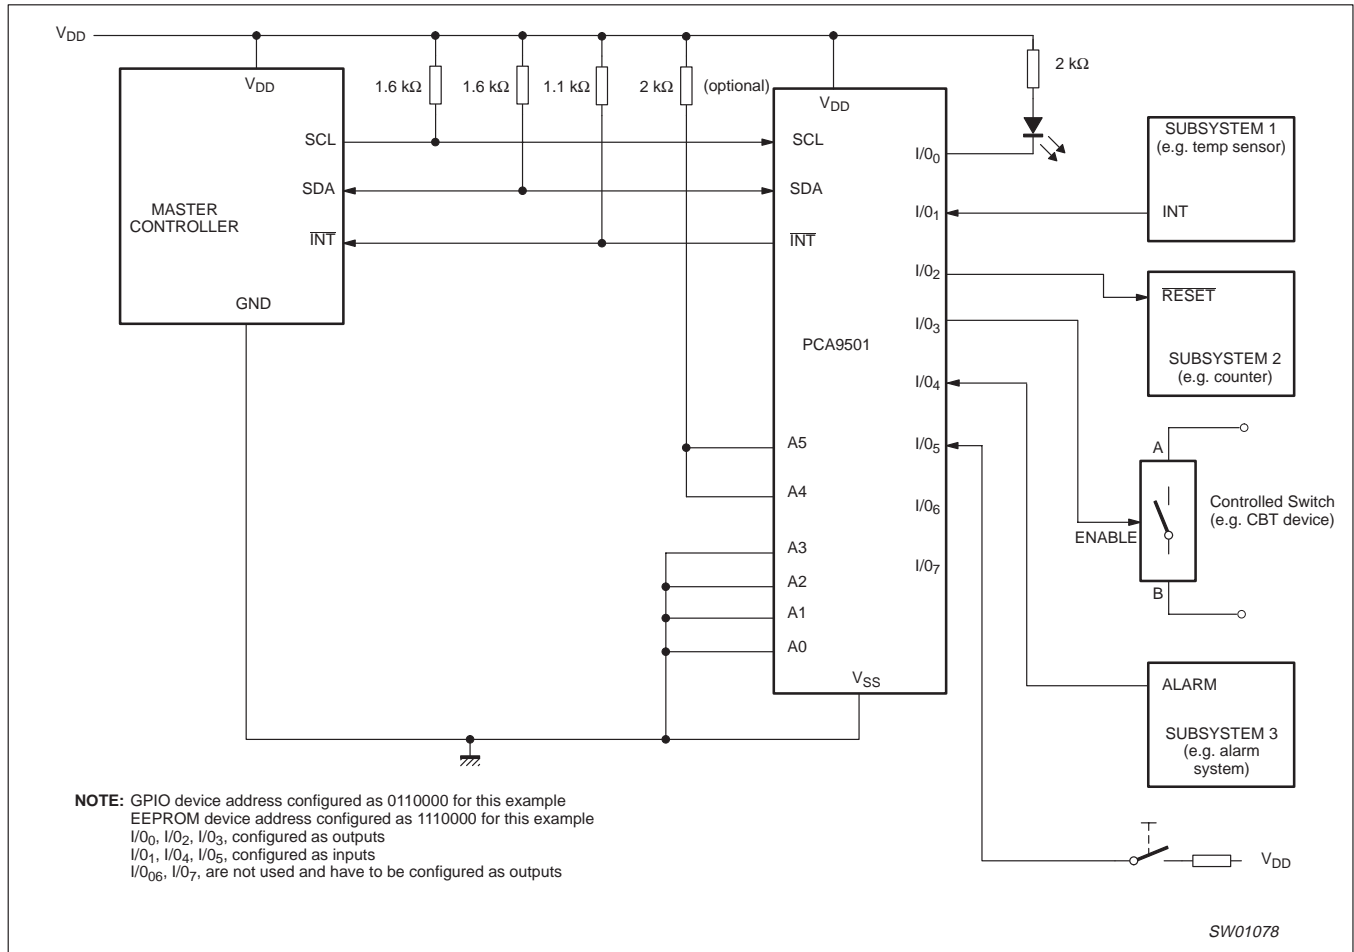 VDD
VDD
1.6 kΩ
1.6 kΩ
1.1 kΩ
2 kΩ
(optional)
VDD
2 kΩ
SCL
SDA
INT
MASTER
CONTROLLER
GND
SCL
SDA
INT
PCA9501
A5
A4
A3
A2
A1
A0
VSS
I/00
I/01
I/02
I/03
I/04
I/05
I/06
I/07
SUBSYSTEM 1
(e.g. temp sensor)
INT
RESET
SUBSYSTEM 2
(e.g. counter)
A
Controlled Switch
(e.g. CBT device)
ENABLE
B
ALARM
SUBSYSTEM 3
(e.g. alarm
system)
VDD
NOTE: GPIO device address configured as 0110000 for this example
EEPROM device address configured as 1110000 for this example
I/00, I/02, I/03, configured as outputs
I/01, I/04, I/05, configured as inputs
I/006, I/07, are not used and have to be configured as outputs
SW01078